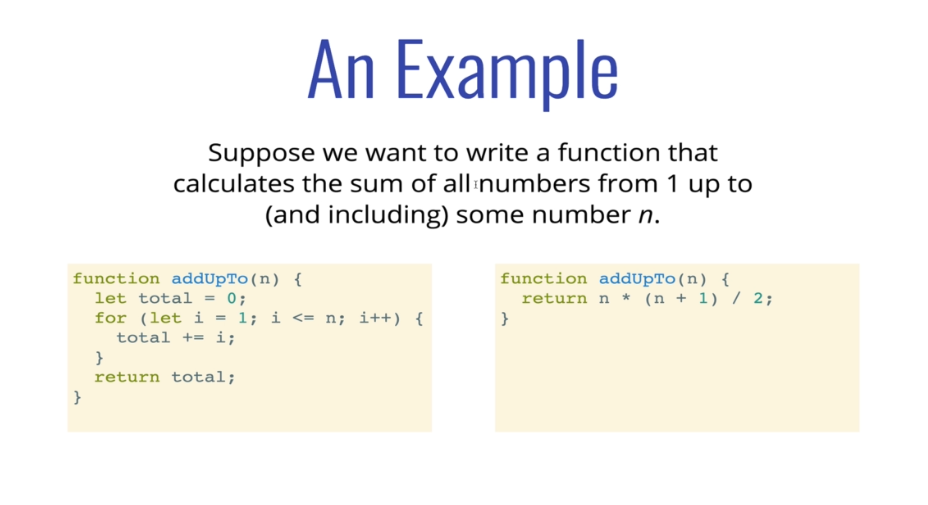 An Example
Suppose we want to write a function that
calculates the sum of all numbers from 1 up to
(and including) some number n.
function addUpTo(n) {
  let total = 0;
  for (let i = 1; i <= n; i++) {
    total += i;
  }
  return total;
}
function addUpTo(n) {
  return n * (n + 1) / 2;
}